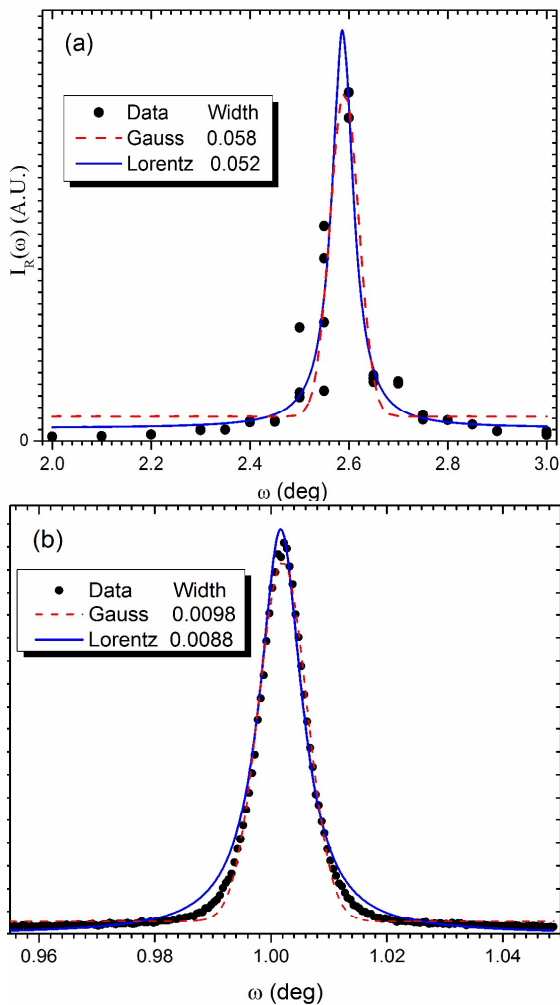 (a)
Data Width
Gauss 0.058
Lorentz 0.052
I_R(ω) (A.U.)
0
2.0 2.2 2.4 2.6 2.8 3.0
ω (deg)
(b)
Data Width
Gauss 0.0098
Lorentz 0.0088
0.96 0.98 1.00 1.02 1.04
ω (deg)